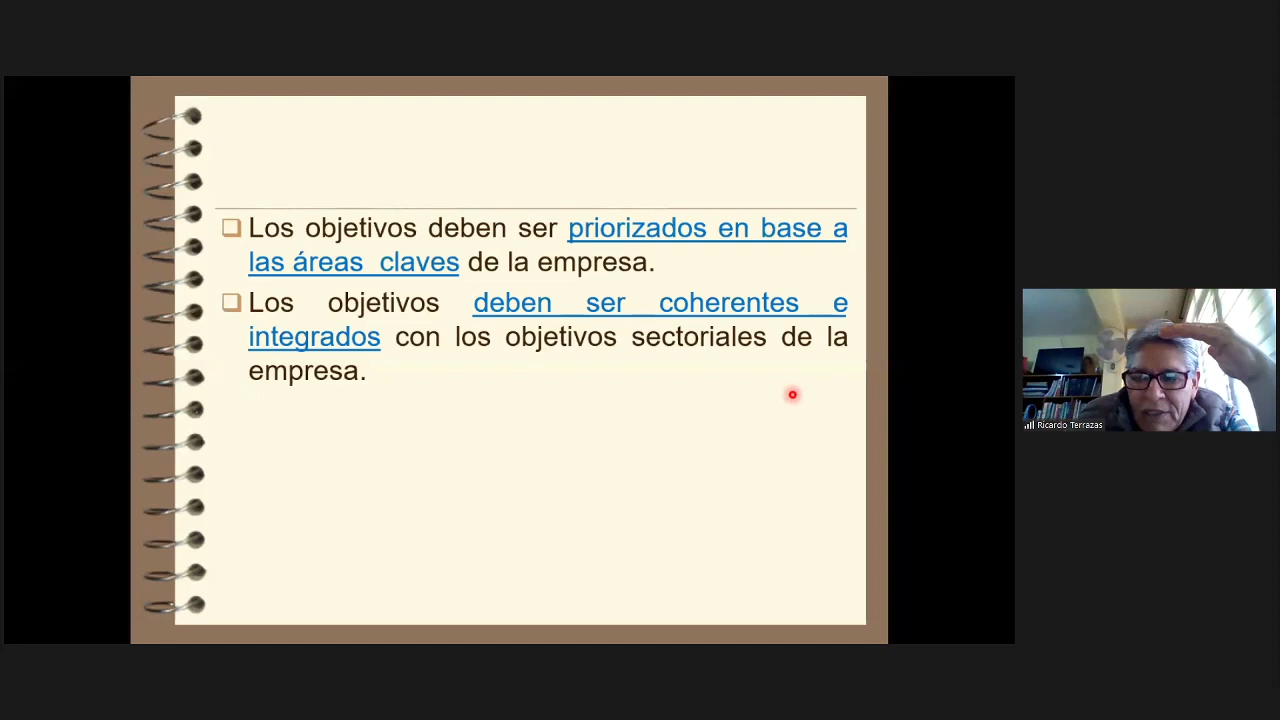 Los objetivos deben ser priorizados en base a
las áreas claves de la empresa.
Los objetivos deben ser coherentes e
integrados con los objetivos sectoriales de la
empresa.
Ricardo Terrazas